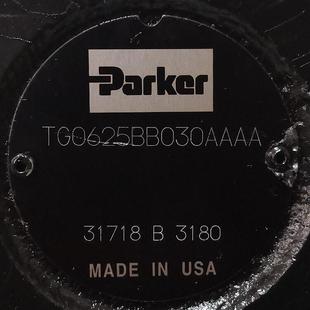 Parker
TG0625BB030AAAA
31718 B 3180
MADE IN USA